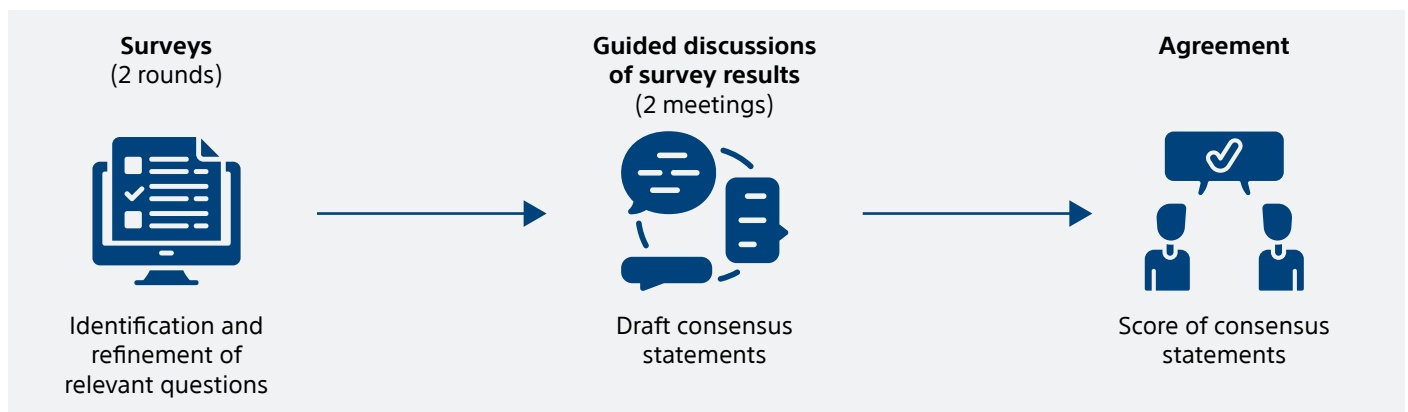 Surveys
(2 rounds)
Identification and
refinement of
relevant questions
Guided discussions
of survey results
(2 meetings)
Draft consensus
statements
Agreement
Score of consensus
statements